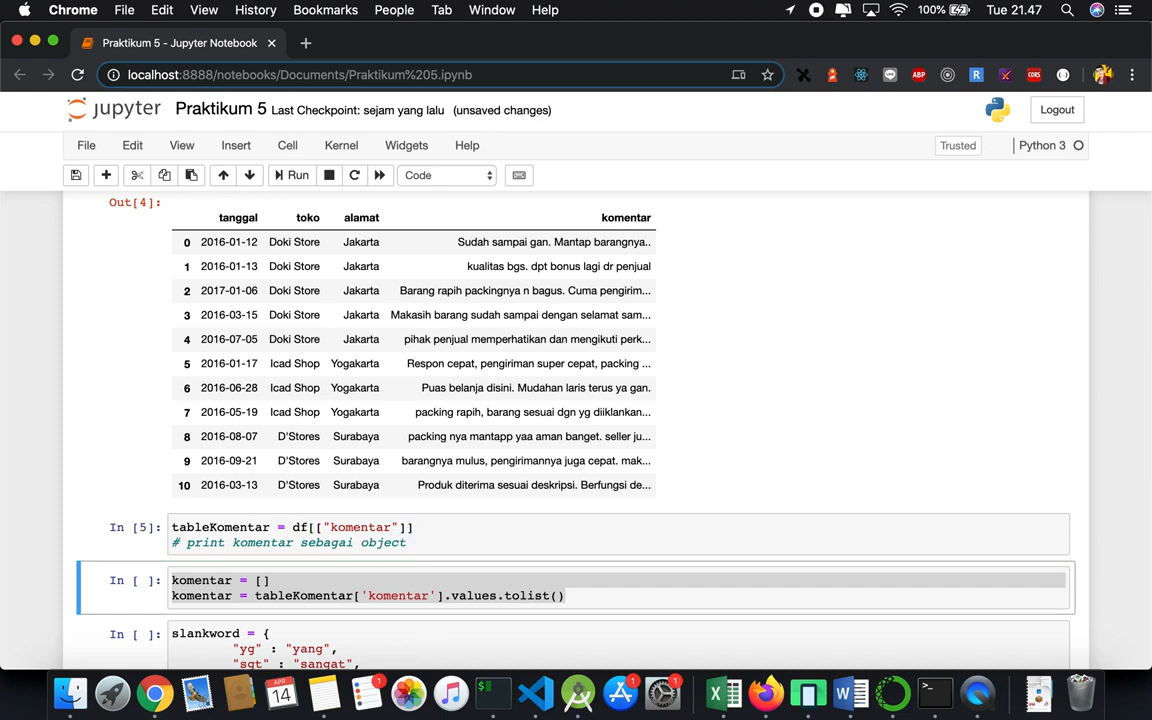 Chrome File Edit View History Bookmarks People Tab Window Help 100% Tue 21.47
Praktikum 5 - Jupyter Notebook
localhost:8888/notebooks/Documents/Praktikum%205.ipynb ABP R CORS
jupyter Praktikum 5 Last Checkpoint: sejam yang lalu (unsaved changes) Logout
File Edit View Insert Cell Kernel Widgets Help Trusted Python 3
Run Code
Out[4]:
tanggal toko alamat komentar
0 2016-01-12 Doki Store Jakarta Sudah sampai gan. Mantap barangnya..
1 2016-01-13 Doki Store Jakarta kualitas bgs. dpt bonus lagi dr penjual
2 2017-01-06 Doki Store Jakarta Barang rapih packingnya n bagus. Cuma pengirim...
3 2016-03-15 Doki Store Jakarta Makasih barang sudah sampai dengan selamat sam...
4 2016-07-05 Doki Store Jakarta pihak penjual memperhatikan dan mengikuti perk...
5 2016-01-17 Icad Shop Yogakarta Respon cepat, pengiriman super cepat, packing ...
6 2016-06-28 Icad Shop Yogakarta Puas belanja disini. Mudahan laris terus ya gan.
7 2016-05-19 Icad Shop Yogakarta packing rapih, barang sesuai dgn yg diiklankan...
8 2016-08-07 D'Stores Surabaya packing nya mantapp yaa aman banget. seller ju...
9 2016-09-21 D'Stores Surabaya barangnya mulus, pengirimannya juga cepat. mak...
10 2016-03-13 D'Stores Surabaya Produk diterima sesuai deskripsi. Berfungsi de...
In [5]: tableKomentar = df[["komentar"]]
# print komentar sebagai object
In [ ]: komentar = []
komentar = tableKomentar['komentar'].values.tolist()
In [ ]: slankword = {
"yg" : "yang",
"sgt" : "sangat",
APR
14
1
1
1